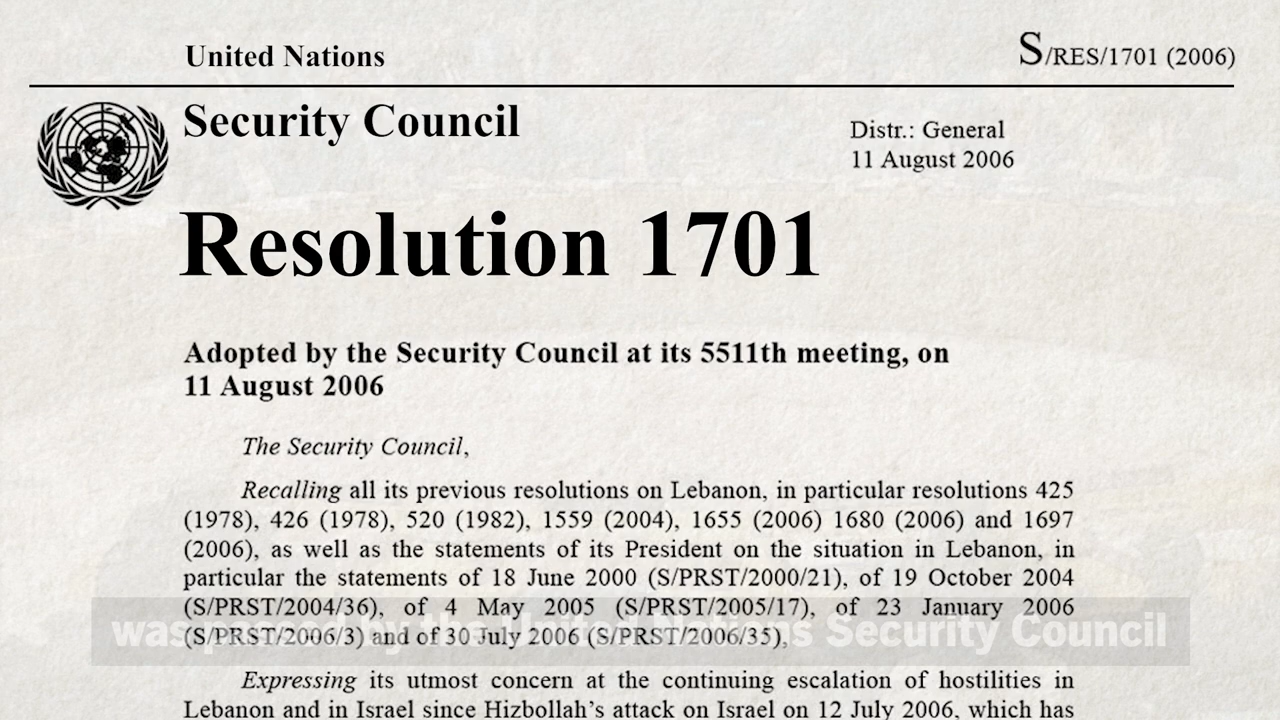 United Nations
S/RES/1701 (2006)
Security Council
Distr.: General
11 August 2006
Resolution 1701
Adopted by the Security Council at its 5511th meeting, on
11 August 2006
The Security Council,
Recalling all its previous resolutions on Lebanon, in particular resolutions 425
(1978), 426 (1978), 520 (1982), 1559 (2004), 1655 (2006) 1680 (2006) and 1697
(2006), as well as the statements of its President on the situation in Lebanon, in
particular the statements of 18 June 2000 (S/PRST/2000/21), of 19 October 2004
(S/PRST/2004/36), of 4 May 2005 (S/PRST/2005/17), of 23 January 2006
(S/PRST/2006/3) and of 30 July 2006 (S/PRST/2006/35),
was passed by the United Nations Security Council
Expressing its utmost concern at the continuing escalation of hostilities in
Lebanon and in Israel since Hizbollah's attack on Israel on 12 July 2006, which has